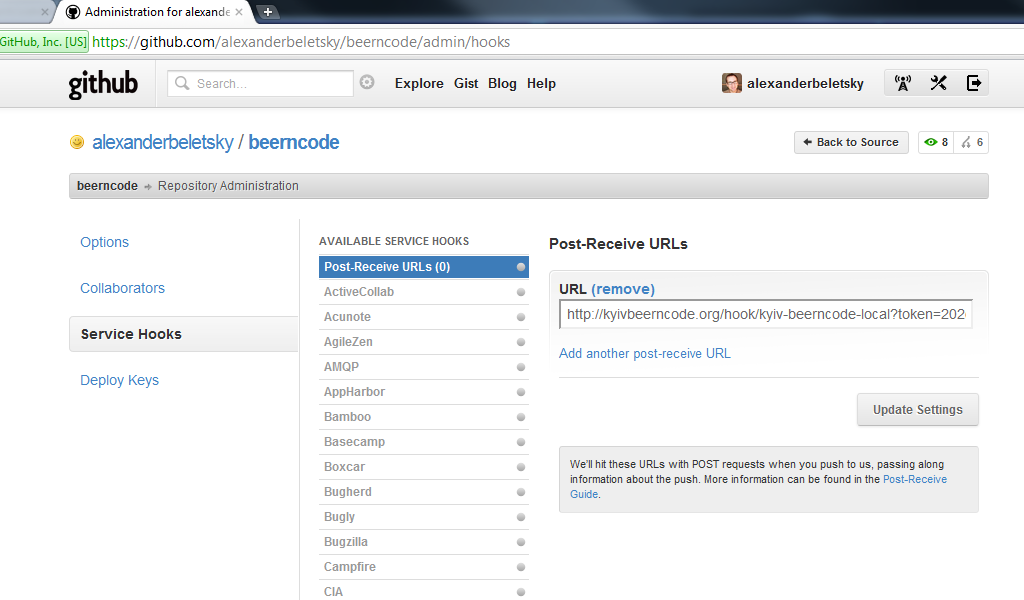 Administration for alexande
GitHub, Inc. [US] https://github.com/alexanderbeletsky/beerncode/admin/hooks
github Search... Explore Gist Blog Help alexanderbeletsky
alexanderbeletsky / beerncode Back to Source 8 6
beerncode Repository Administration
Options
Collaborators
Service Hooks
Deploy Keys
AVAILABLE SERVICE HOOKS
Post-Receive URLs (0)
ActiveCollab
Acunote
AgileZen
AMQP
AppHarbor
Bamboo
Basecamp
Boxcar
Bugherd
Bugly
Bugzilla
Campfire
CIA
Post-Receive URLs
URL (remove)
http://kyivbeerncode.org/hook/kyiv-beerncode-local?token=202
Add another post-receive URL
Update Settings
We'll hit these URLs with POST requests when you push to us, passing along
information about the push. More information can be found in the Post-Receive
Guide.